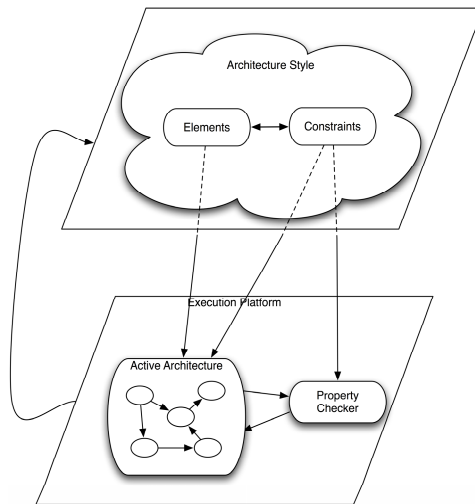 Architecture Style
Elements
Constraints
Execution Platform
Active Architecture
Property
Checker